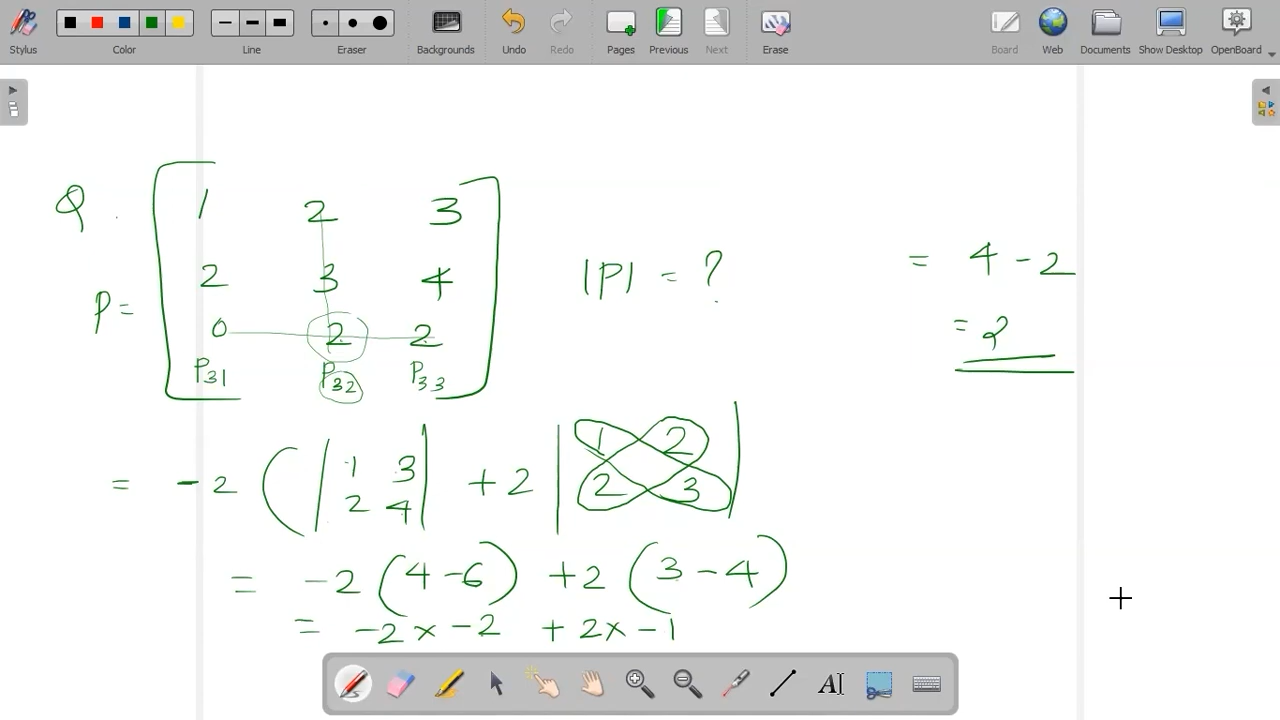 Stylus Color Line Eraser Backgrounds Undo Redo Pages Previous Next Erase Board Web Documents Show Desktop OpenBoard
Q. 1 2 3
2 3 4
P = 0 2 2
P31 P32 P33
|P| = ?
= 4 - 2
= 2
= -2 ( | 1 3 | + 2 | 1 2 |
2 4 2 3
= -2 (4 - 6) + 2 (3 - 4)
= -2 x -2 + 2 x -1
AI